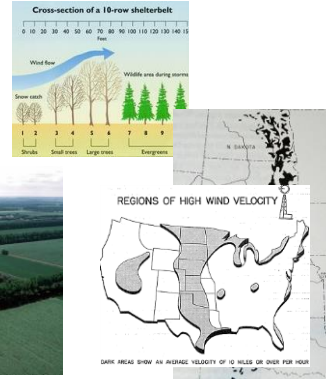 Cross-section of a 10-row shelterbelt
0 10 20 30 40 50 60 70 80 90 100 110 120 130 140 15
Feet
Wind flow
Wildlife area during storms
Snow catch
1 2 3 4 5 6 7 8 9
Shrubs Small trees Large trees Evergreens
N. DAKOTA
REGIONS OF HIGH WIND VELOCITY
DARK AREAS SHOW AN AVERAGE VELOCITY OF 10 MILES OR OVER PER HOUR